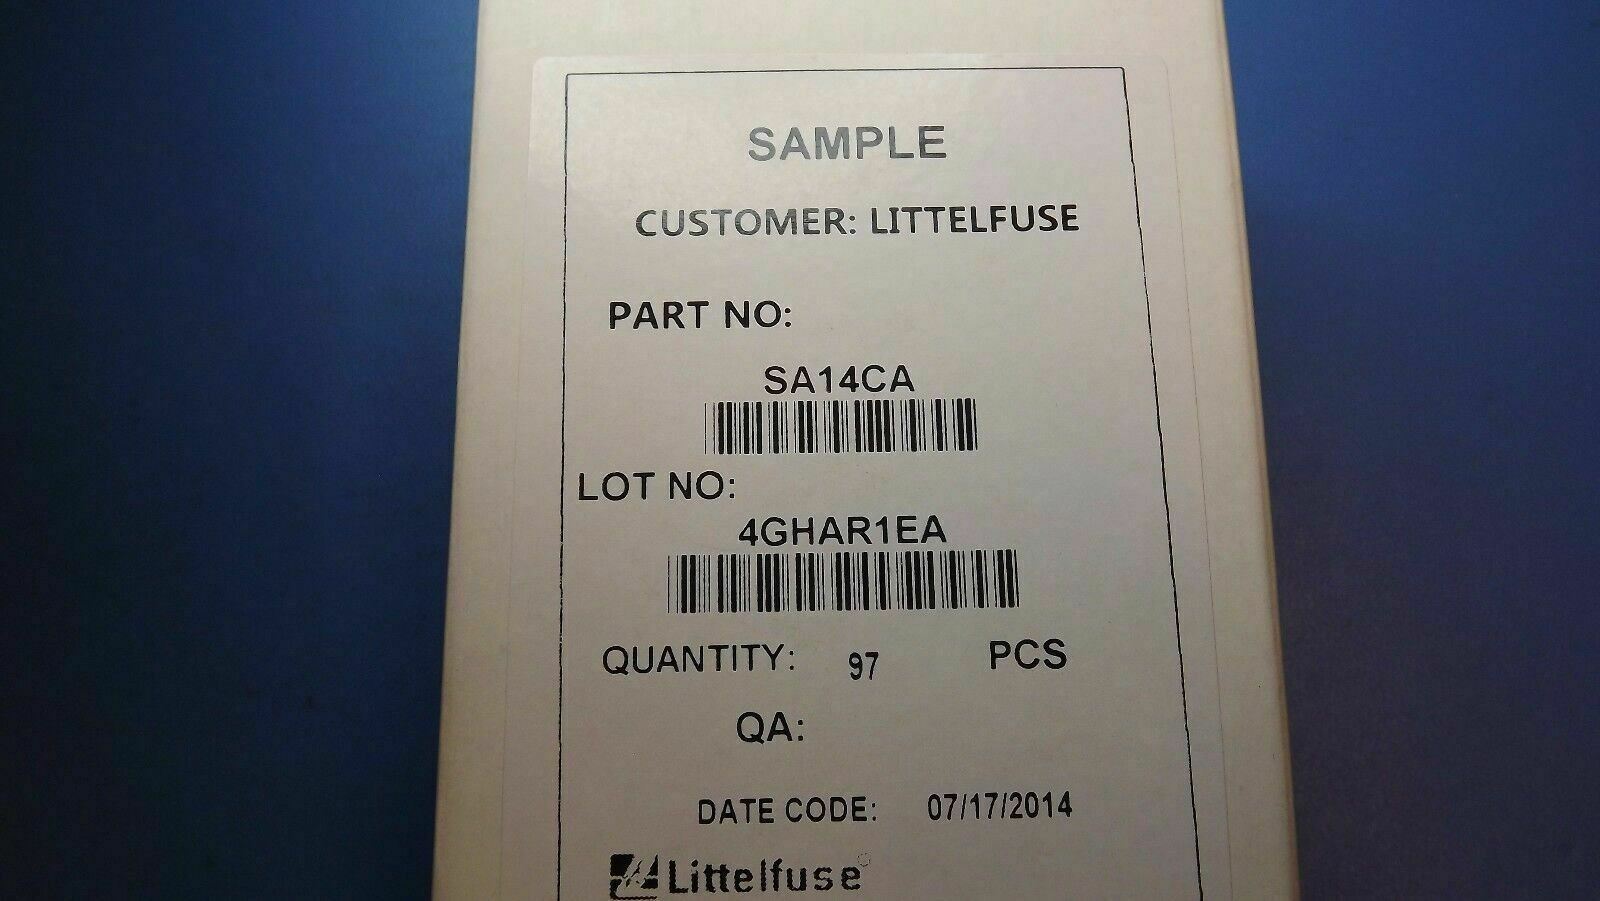 SAMPLE
CUSTOMER: LITTELFUSE
PART NO:
SA14CA
LOT NO:
4GHAR1EA
QUANTITY: 97 PCS
QA:
DATE CODE: 07/17/2014
Littelfuse®